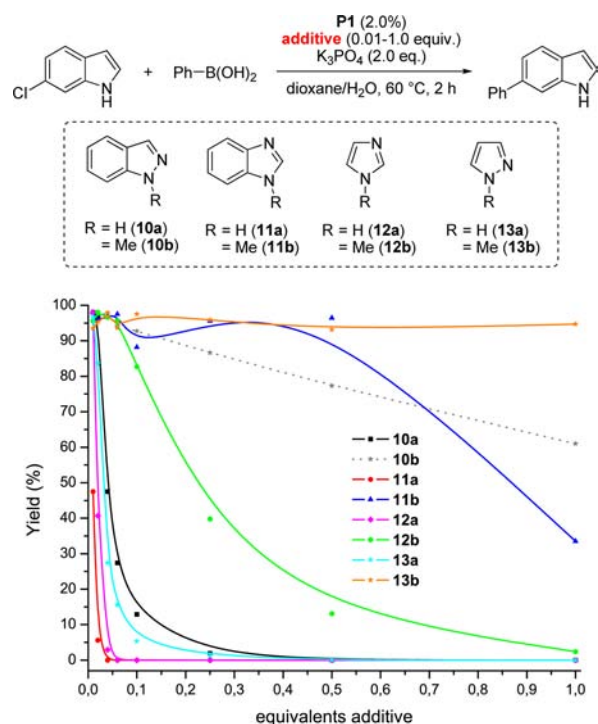 P1 (2.0%)
additive (0.01-1.0 equiv.)
K3PO4 (2.0 eq.)
Cl N H + Ph-B(OH)2 Ph N H
dioxane/H2O, 60 °C, 2 h
N N R
N N R
N N R
N N R
R = H (10a) R = H (11a) R = H (12a) R = H (13a)
= Me (10b) = Me (11b) = Me (12b) = Me (13b)
100
90
80
70
60
50
40
30
20
10
0
Yield (%)
10a
10b
11a
11b
12a
12b
13a
13b
0,0 0,1 0,2 0,3 0,4 0,5 0,6 0,7 0,8 0,9 1,0
equivalents additive